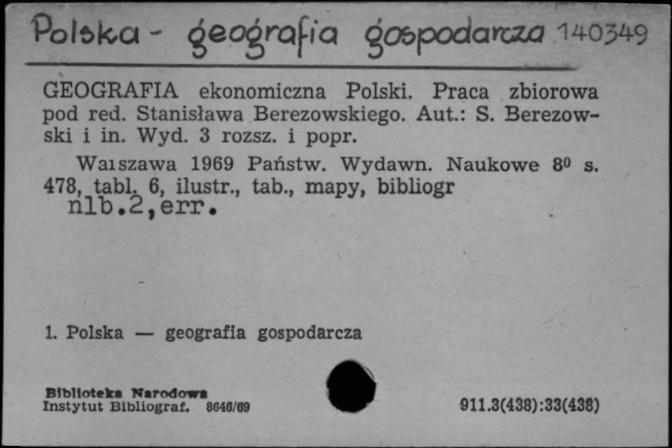 Polska - geografia gospodarcza 140349
GEOGRAFIA ekonomiczna Polski. Praca zbiorowa
pod red. Stanisława Berezowskiego. Aut.: S. Berezow-
ski i in. Wyd. 3 rozsz. i popr.
Warszawa 1969 Państw. Wydawn. Naukowe 8⁰ s.
478, tabl. 6, ilustr., tab., mapy, bibliogr
nlb.2,err.
1. Polska — geografia gospodarcza
Biblioteka Narodowa
Instytut Bibliograf. 8646/69
911.3(438):33(438)